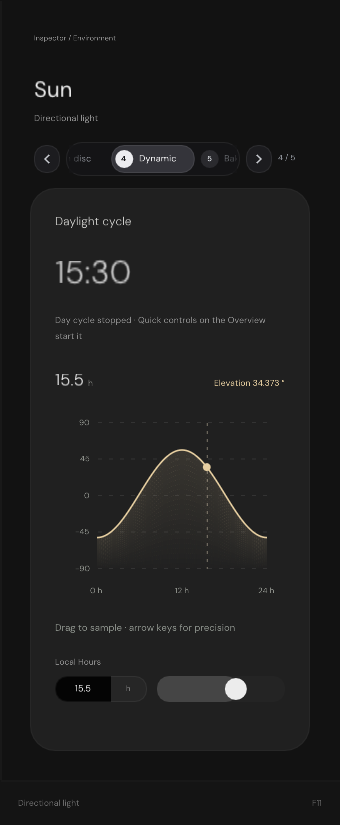 Inspector / Environment
Sun
Directional light
disc
4 Dynamic
5
4 / 5
Daylight cycle
15:30
Day cycle stopped · Quick controls on the Overview
start it
15.5 h
Elevation 34.373 °
90
45
0
-45
-90
0 h 12 h 24 h
Drag to sample · arrow keys for precision
Local Hours
15.5 h
Directional light F11